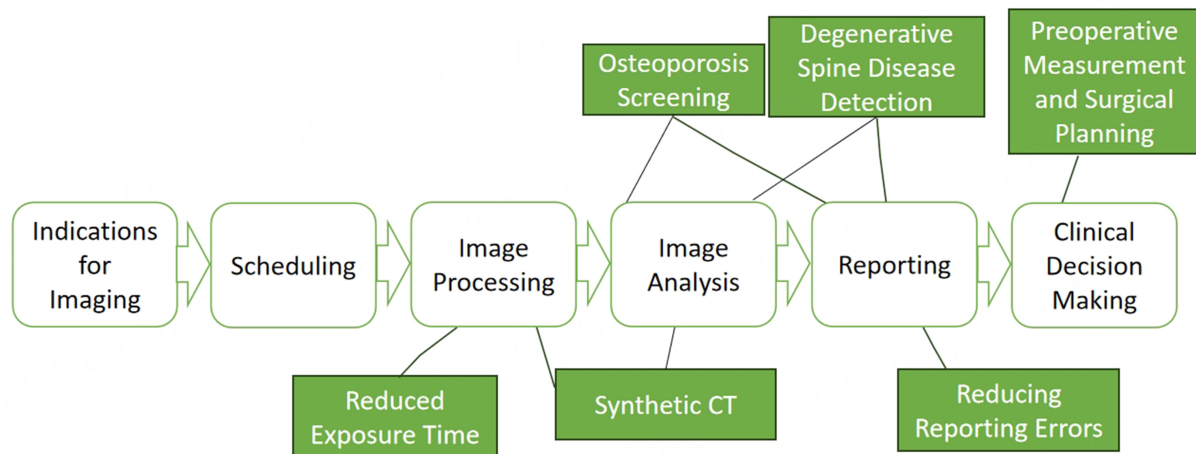 Osteoporosis
Screening
Degenerative
Spine Disease
Detection
Preoperative
Measurement
and Surgical
Planning
Indications
for
Imaging
Scheduling
Image
Processing
Image
Analysis
Reporting
Clinical
Decision
Making
Reduced
Exposure Time
Synthetic CT
Reducing
Reporting Errors